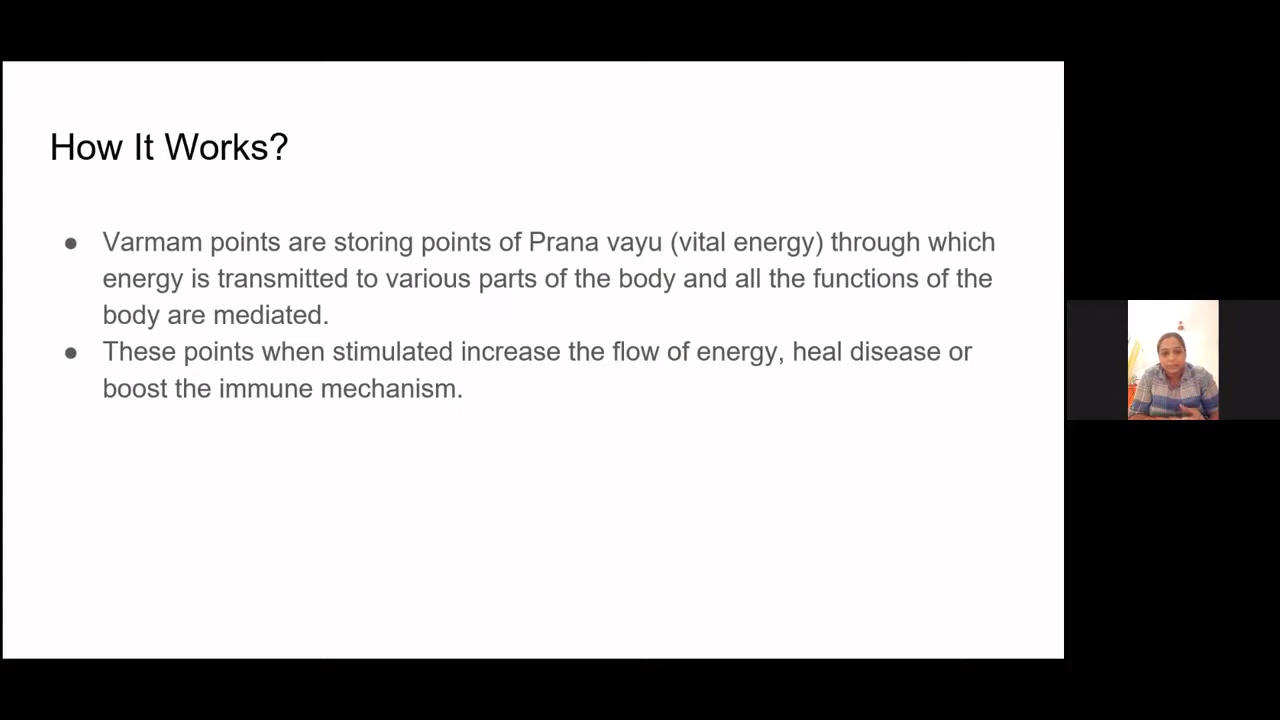 How It Works?
● Varmam points are storing points of Prana vayu (vital energy) through which
energy is transmitted to various parts of the body and all the functions of the
body are mediated.
● These points when stimulated increase the flow of energy, heal disease or
boost the immune mechanism.